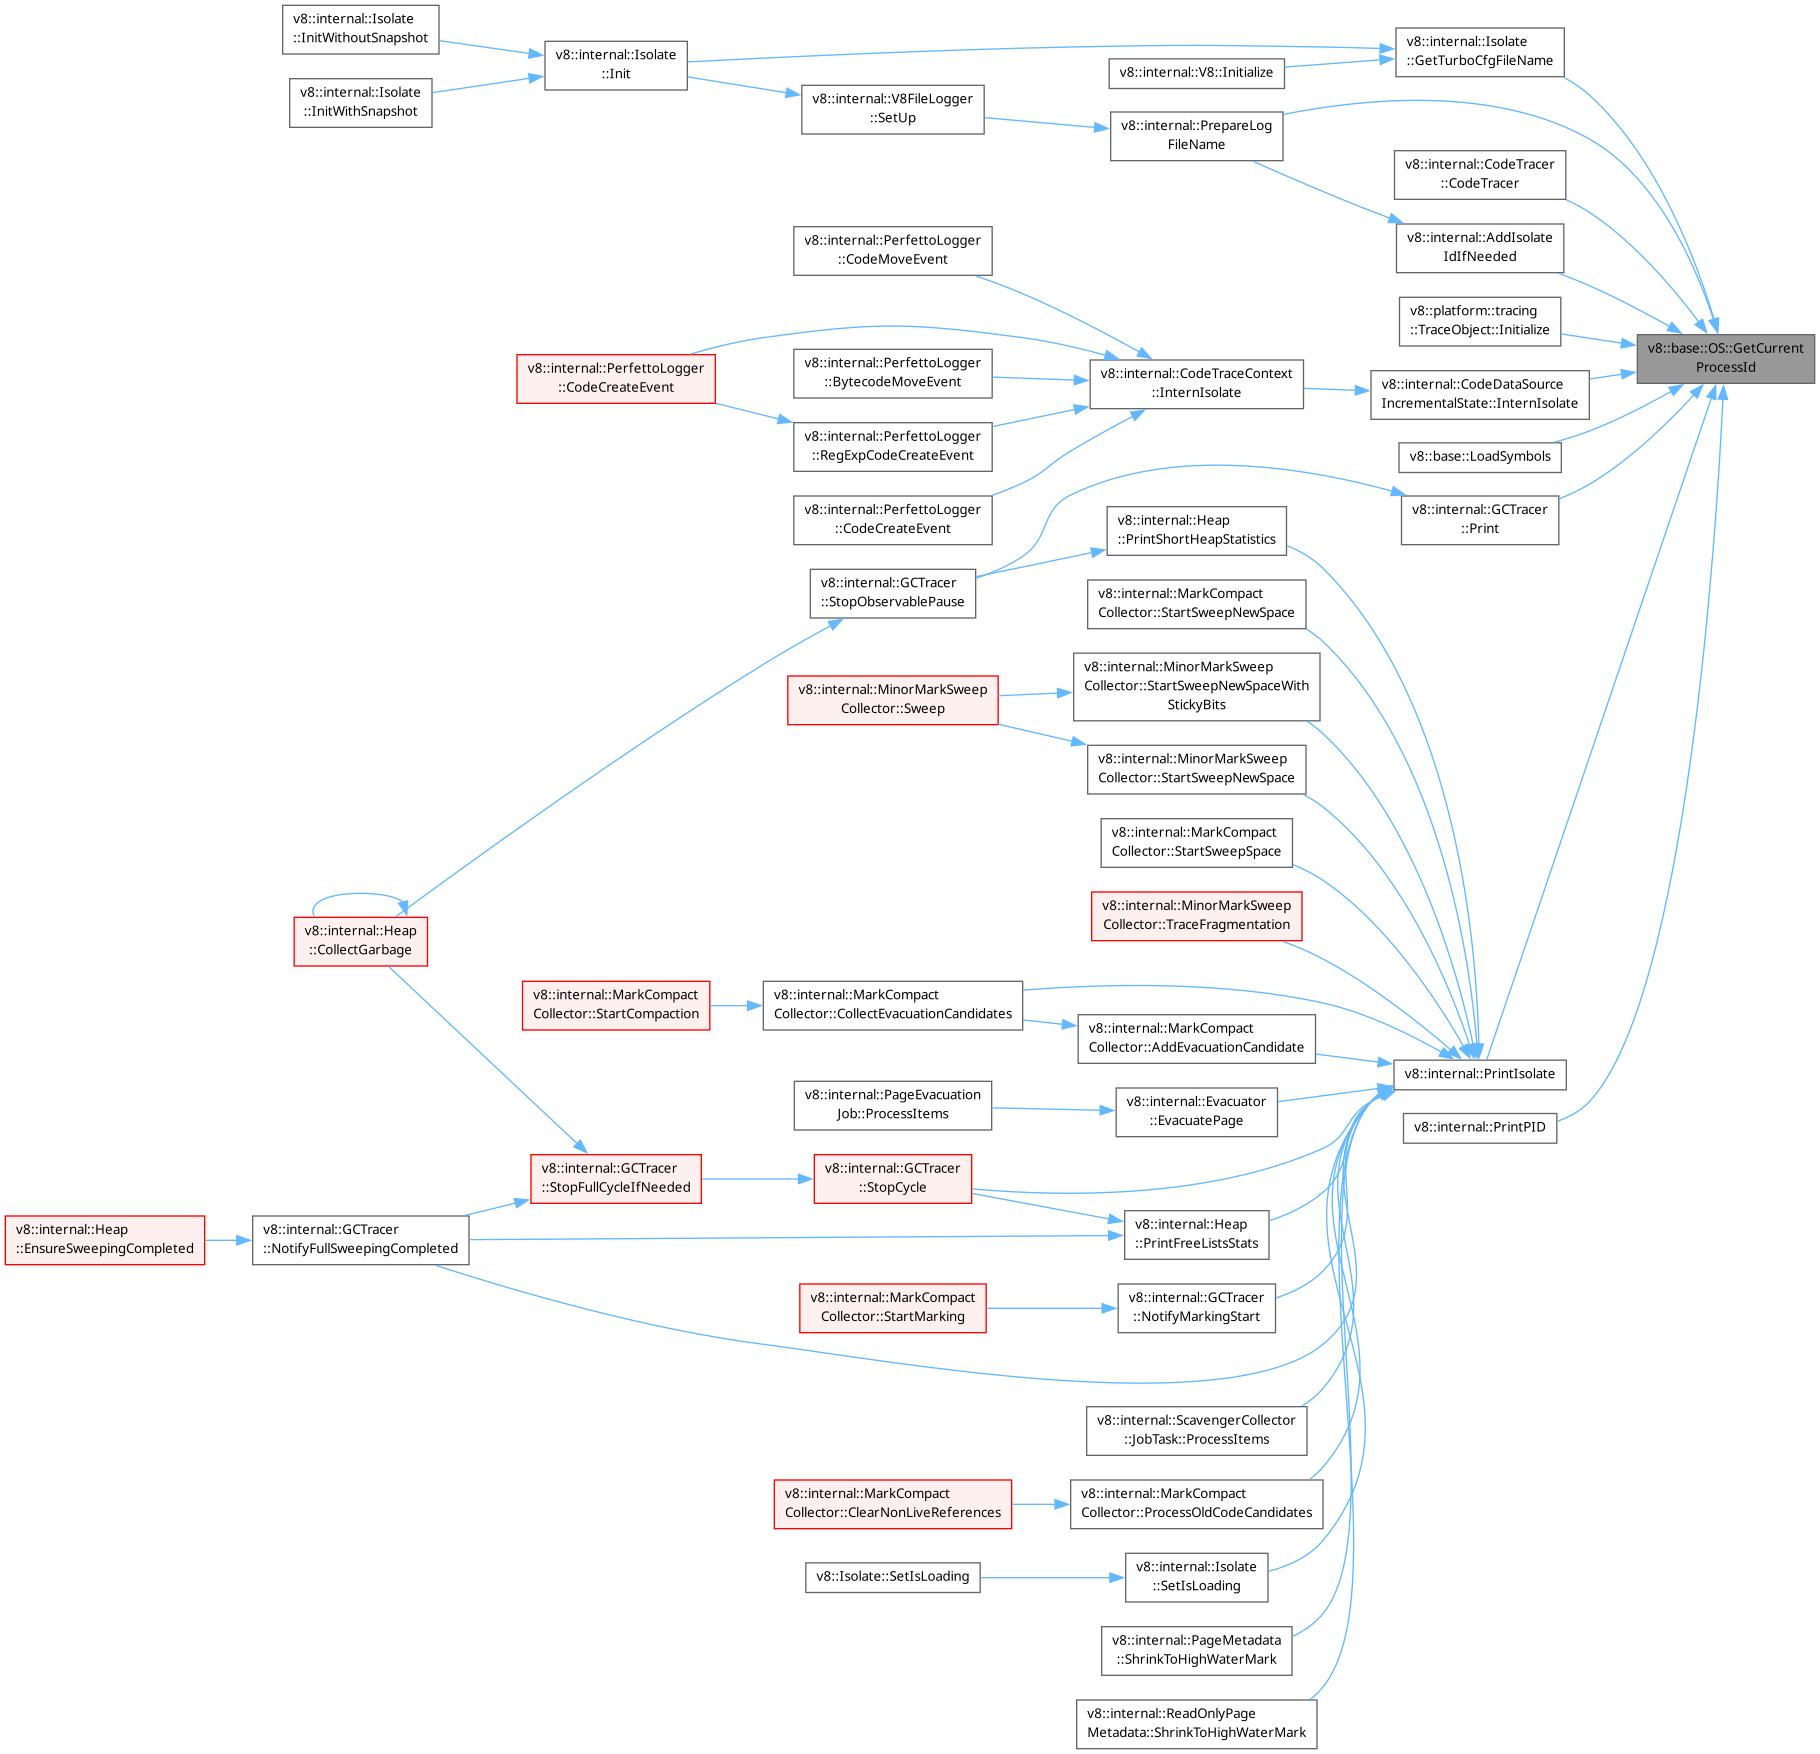 v8::internal::Isolate
::InitWithoutSnapshot
v8::internal::Isolate
::InitWithSnapshot
v8::internal::Isolate
::Init
v8::internal::V8FileLogger
::SetUp
v8::internal::V8::Initialize
v8::internal::PrepareLog
FileName
v8::internal::Isolate
::GetTurboCfgFileName
v8::internal::CodeTracer
::CodeTracer
v8::internal::AddIsolate
IdIfNeeded
v8::platform::tracing
::TraceObject::Initialize
v8::base::OS::GetCurrent
ProcessId
v8::internal::CodeDataSource
IncrementalState::InternIsolate
v8::base::LoadSymbols
v8::internal::GCTracer
::Print
v8::internal::PerfettoLogger
::CodeMoveEvent
v8::internal::PerfettoLogger
::CodeCreateEvent
v8::internal::PerfettoLogger
::BytecodeMoveEvent
v8::internal::CodeTraceContext
::InternIsolate
v8::internal::PerfettoLogger
::RegExpCodeCreateEvent
v8::internal::PerfettoLogger
::CodeCreateEvent
v8::internal::Heap
::PrintShortHeapStatistics
v8::internal::GCTracer
::StopObservablePause
v8::internal::MarkCompact
Collector::StartSweepNewSpace
v8::internal::MinorMarkSweep
Collector::StartSweepNewSpaceWith
StickyBits
v8::internal::MinorMarkSweep
Collector::Sweep
v8::internal::MinorMarkSweep
Collector::StartSweepNewSpace
v8::internal::MarkCompact
Collector::StartSweepSpace
v8::internal::MinorMarkSweep
Collector::TraceFragmentation
v8::internal::Heap
::CollectGarbage
v8::internal::MarkCompact
Collector::StartCompaction
v8::internal::MarkCompact
Collector::CollectEvacuationCandidates
v8::internal::MarkCompact
Collector::AddEvacuationCandidate
v8::internal::PrintIsolate
v8::internal::PageEvacuation
Job::ProcessItems
v8::internal::Evacuator
::EvacuatePage
v8::internal::PrintPID
v8::internal::GCTracer
::StopFullCycleIfNeeded
v8::internal::GCTracer
::StopCycle
v8::internal::Heap
::EnsureSweepingCompleted
v8::internal::GCTracer
::NotifyFullSweepingCompleted
v8::internal::Heap
::PrintFreeListsStats
v8::internal::MarkCompact
Collector::StartMarking
v8::internal::GCTracer
::NotifyMarkingStart
v8::internal::ScavengerCollector
::JobTask::ProcessItems
v8::internal::MarkCompact
Collector::ClearNonLiveReferences
v8::internal::MarkCompact
Collector::ProcessOldCodeCandidates
v8::Isolate::SetIsLoading
v8::internal::Isolate
::SetIsLoading
v8::internal::PageMetadata
::ShrinkToHighWaterMark
v8::internal::ReadOnlyPage
Metadata::ShrinkToHighWaterMark